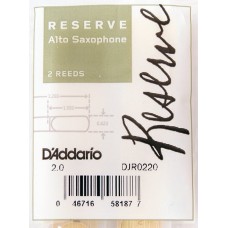 RESERVE
Alto Saxophone
2 REEDS
Reserve
D'Addario
2.0 DJR0220
0 46716 58187 7